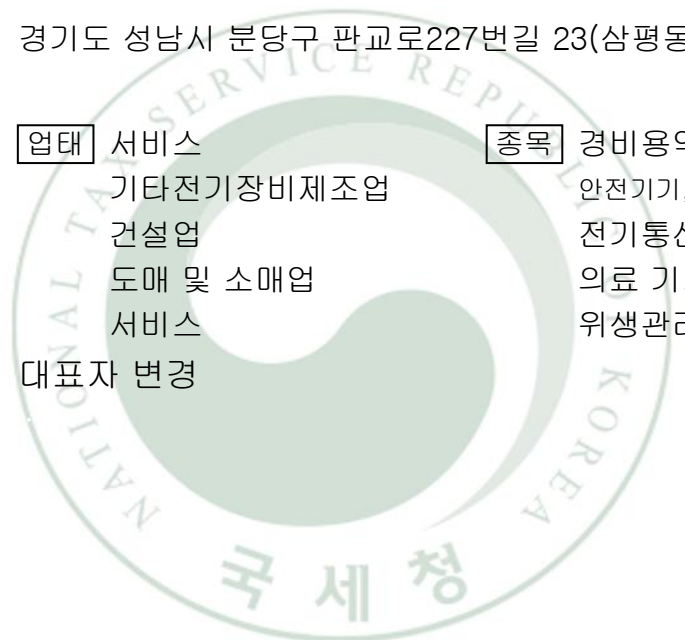 경기도 성남시 분당구 판교로227번길 23(삼평동
업태 서비스 종목 경비용역
기타전기장비제조업 안전기기,
건설업 전기통신
도매 및 소매업 의료 기
서비스 위생관리
대표자 변경
NATIONAL TAX SERVICE REPUBLIC OF KOREA
국세청